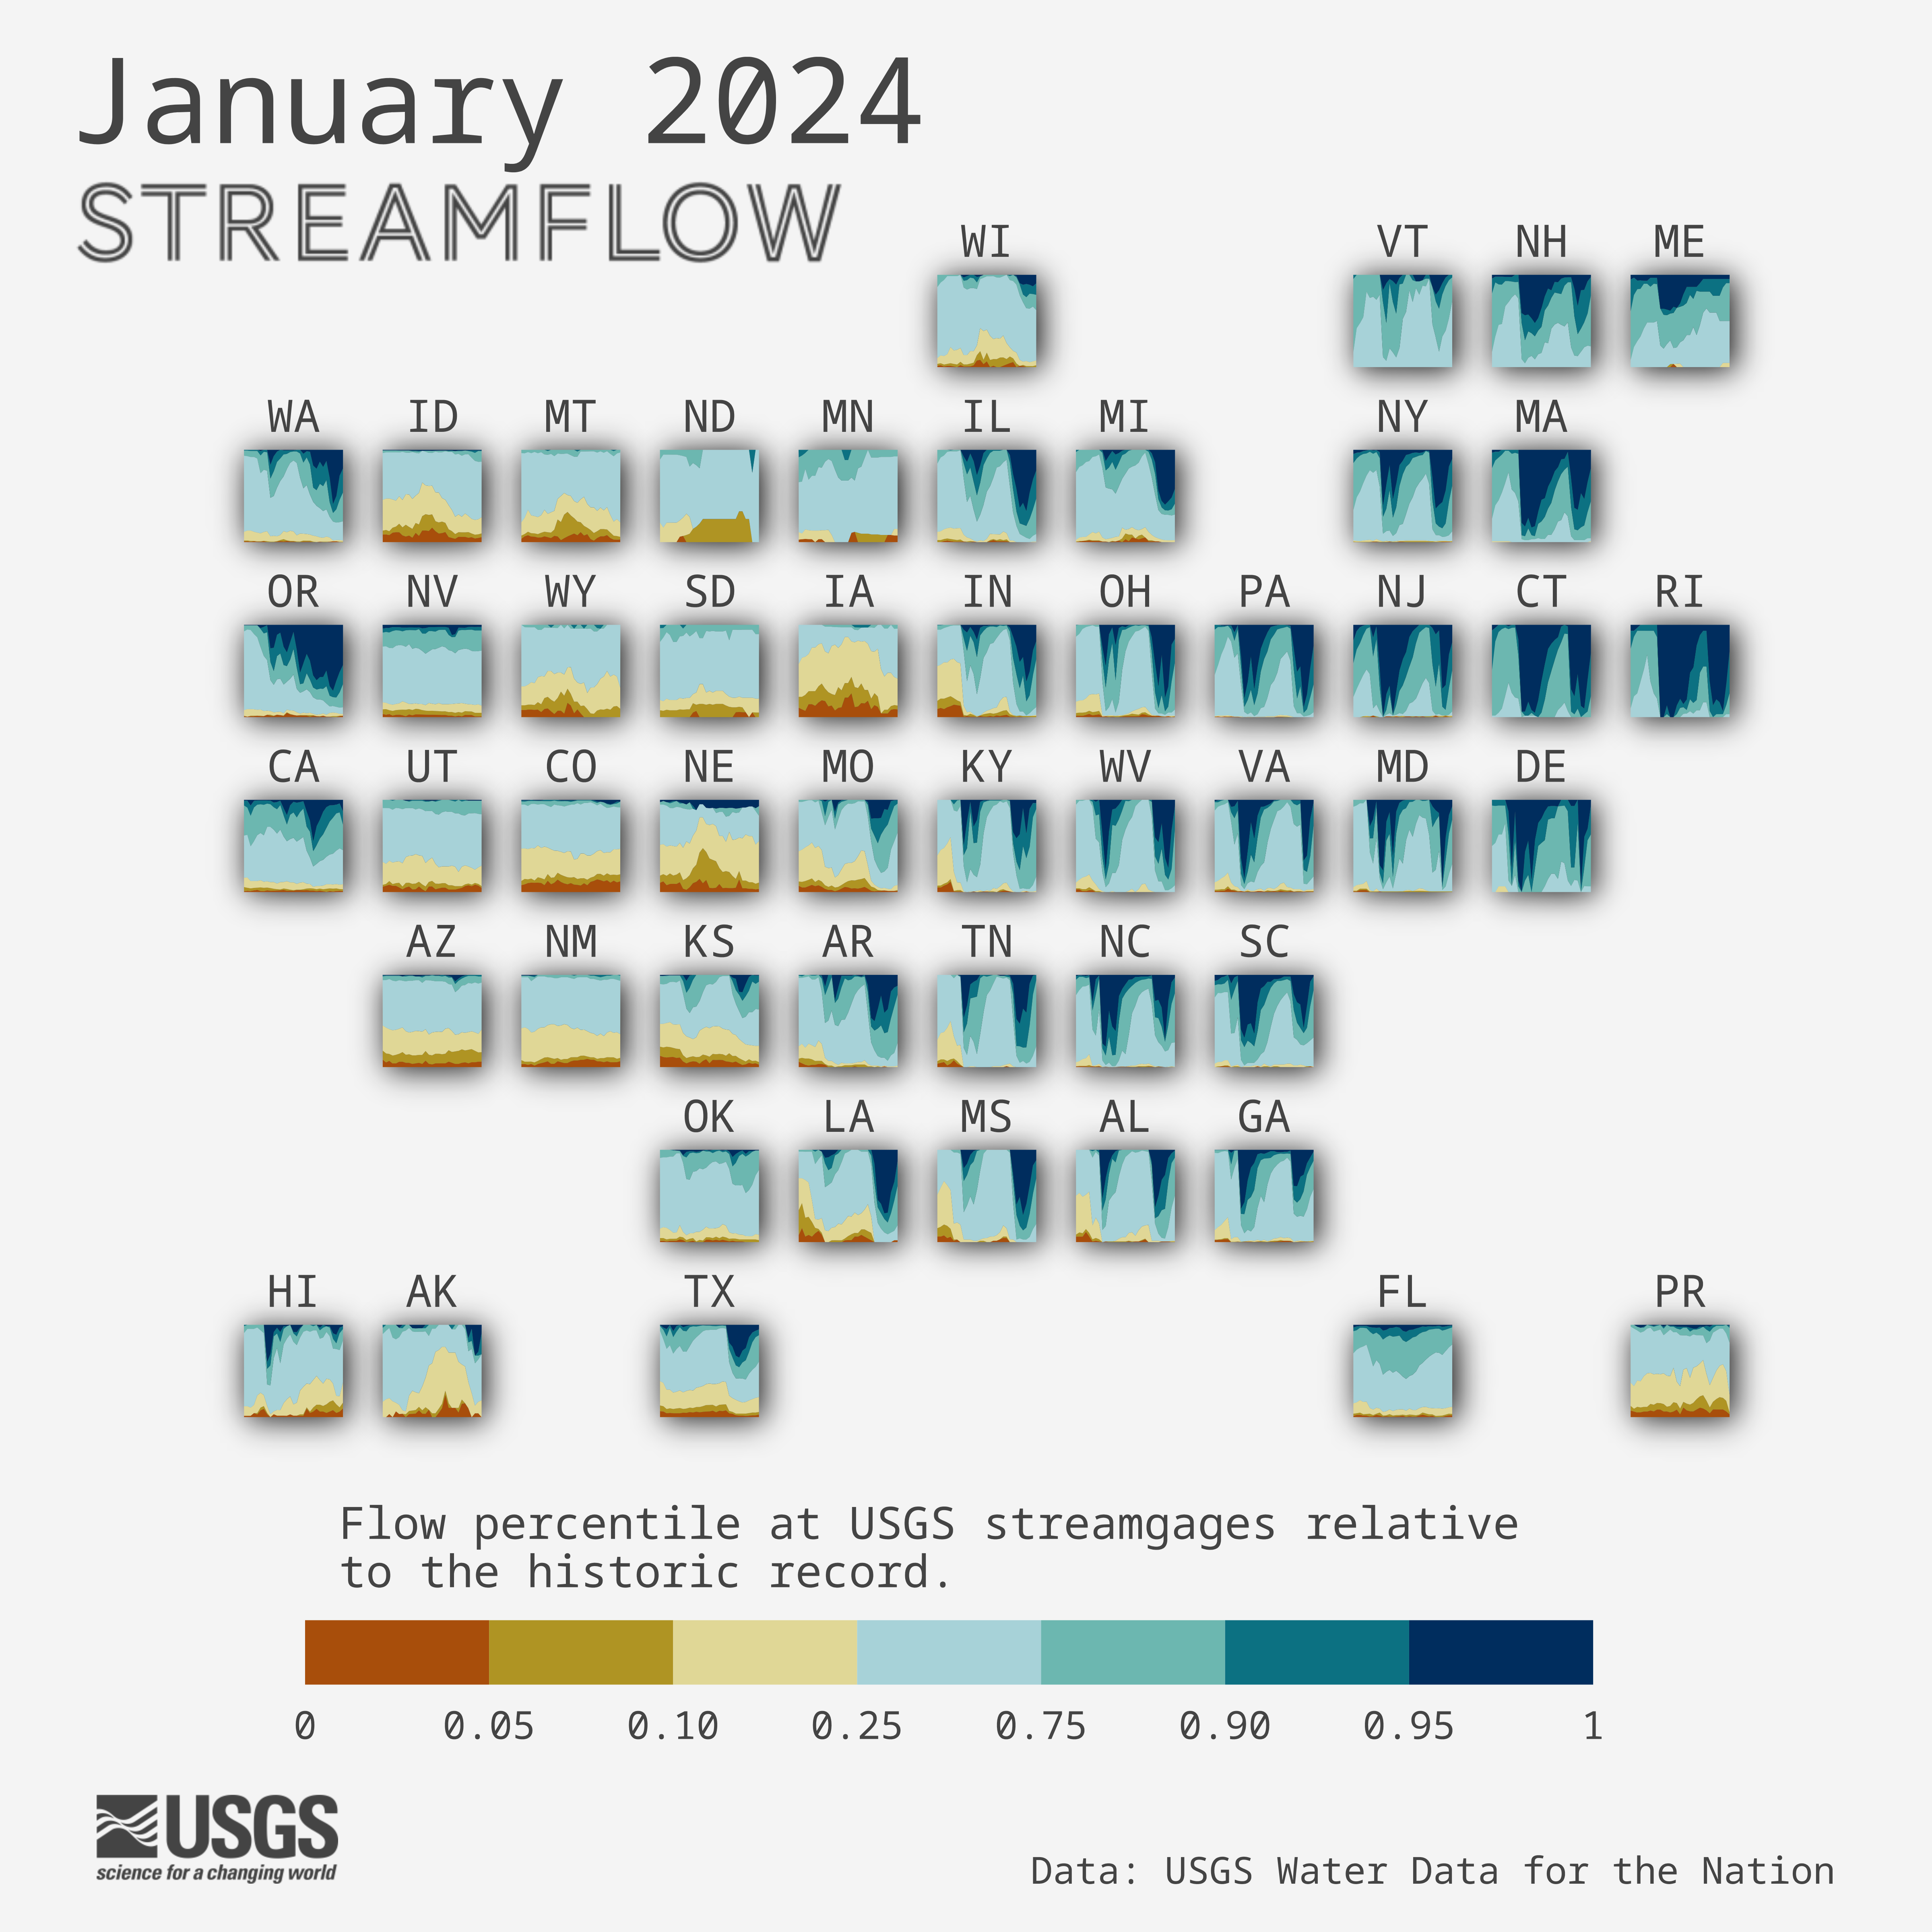 January 2024
STREAMFLOW
WI VT NH ME
WA ID MT ND MN IL MI NY MA
OR NV WY SD IA IN OH PA NJ CT RI
CA UT CO NE MO KY WV VA MD DE
AZ NM KS AR TN NC SC
OK LA MS AL GA
HI AK TX FL PR
Flow percentile at USGS streamgages relative
to the historic record.
0 0.05 0.10 0.25 0.75 0.90 0.95 1
USGS
science for a changing world
Data: USGS Water Data for the Nation